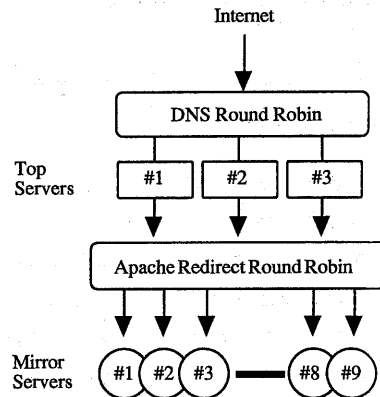 Internet
DNS Round Robin
Top
Servers
#1 #2 #3
Apache Redirect Round Robin
Mirror
Servers
#1 #2 #3 #8 #9